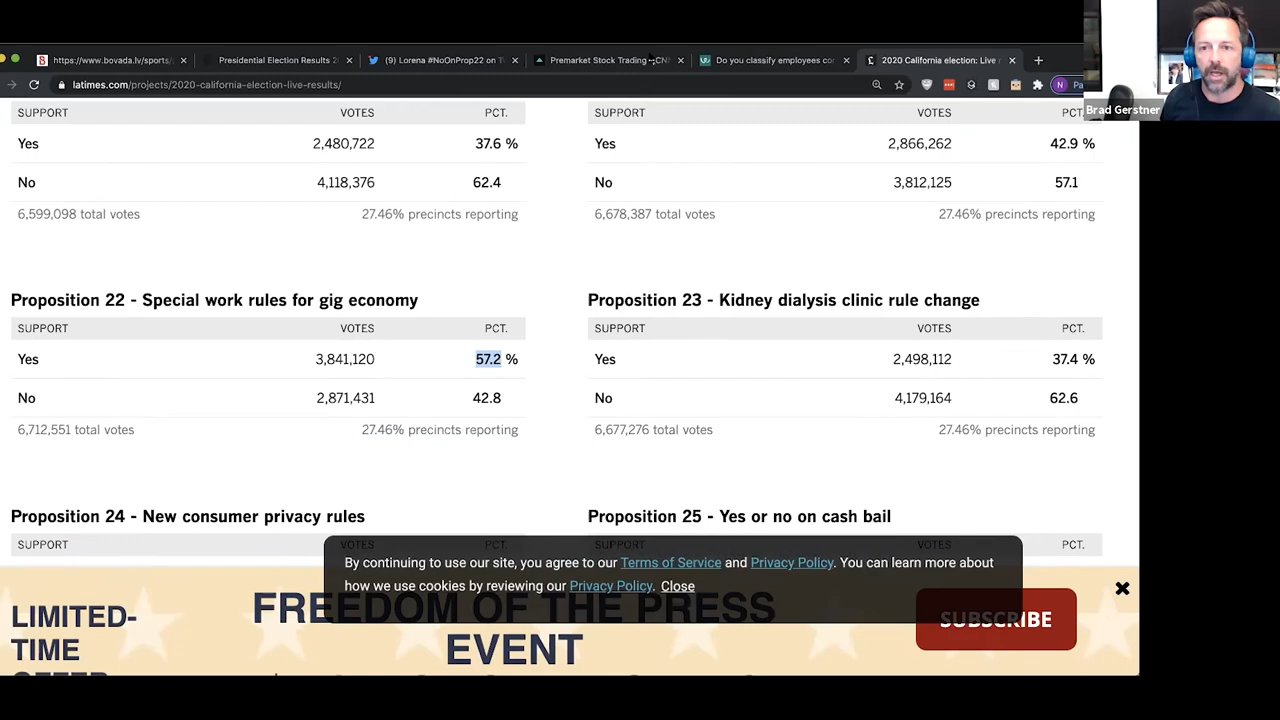 https://www.bovada.lv/sports/
Presidential Election Results 2
(9) Lorena #NoOnProp22 on T
Premarket Stock Trading - CN
Do you classify employees co
2020 California election: Live
latimes.com/projects/2020-california-election-live-results/
N
Pa
Brad Gerstner
SUPPORT VOTES PCT.
Yes 2,480,722 37.6 %
No 4,118,376 62.4
6,599,098 total votes 27.46% precincts reporting
SUPPORT VOTES PCT.
Yes 2,866,262 42.9 %
No 3,812,125 57.1
6,678,387 total votes 27.46% precincts reporting
Proposition 22 - Special work rules for gig economy
SUPPORT VOTES PCT.
Yes 3,841,120 57.2 %
No 2,871,431 42.8
6,712,551 total votes 27.46% precincts reporting
Proposition 23 - Kidney dialysis clinic rule change
SUPPORT VOTES PCT.
Yes 2,498,112 37.4 %
No 4,179,164 62.6
6,677,276 total votes 27.46% precincts reporting
Proposition 24 - New consumer privacy rules
SUPPORT VOTES PCT.
Proposition 25 - Yes or no on cash bail
SUPPORT VOTES PCT.
By continuing to use our site, you agree to our Terms of Service and Privacy Policy. You can learn more about
how we use cookies by reviewing our Privacy Policy. Close
LIMITED-
TIME
OFFER
FREEDOM OF THE PRESS
EVENT
SUBSCRIBE